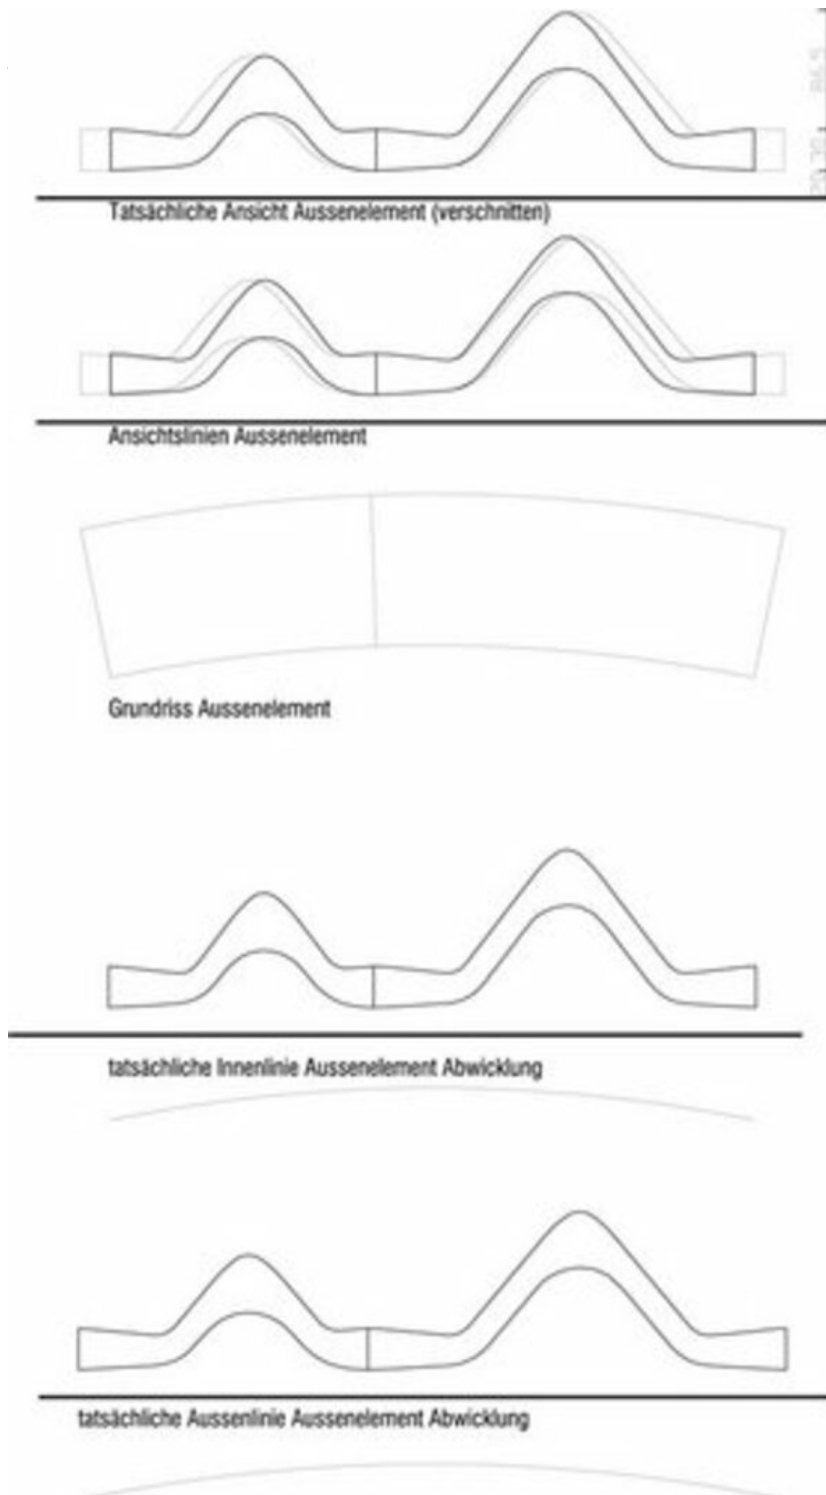 Tatsächliche Ansicht Aussenelement (verschnitten)
Ansichtslinien Aussenelement
Grundriss Aussenelement
tatsächliche Innenlinie Aussenelement Abwicklung
tatsächliche Aussenlinie Aussenelement Abwicklung